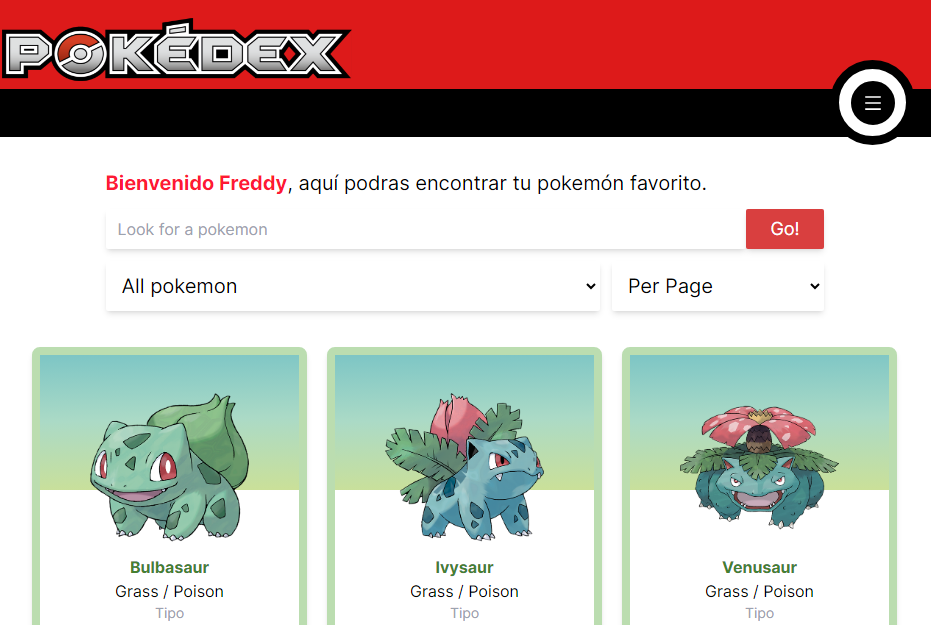 POKÉDEX
Bienvenido Freddy, aquí podras encontrar tu pokemón favorito.
Look for a pokemon
Go!
All pokemon
Per Page
Bulbasaur
Grass / Poison
Tipo
Ivysaur
Grass / Poison
Tipo
Venusaur
Grass / Poison
Tipo